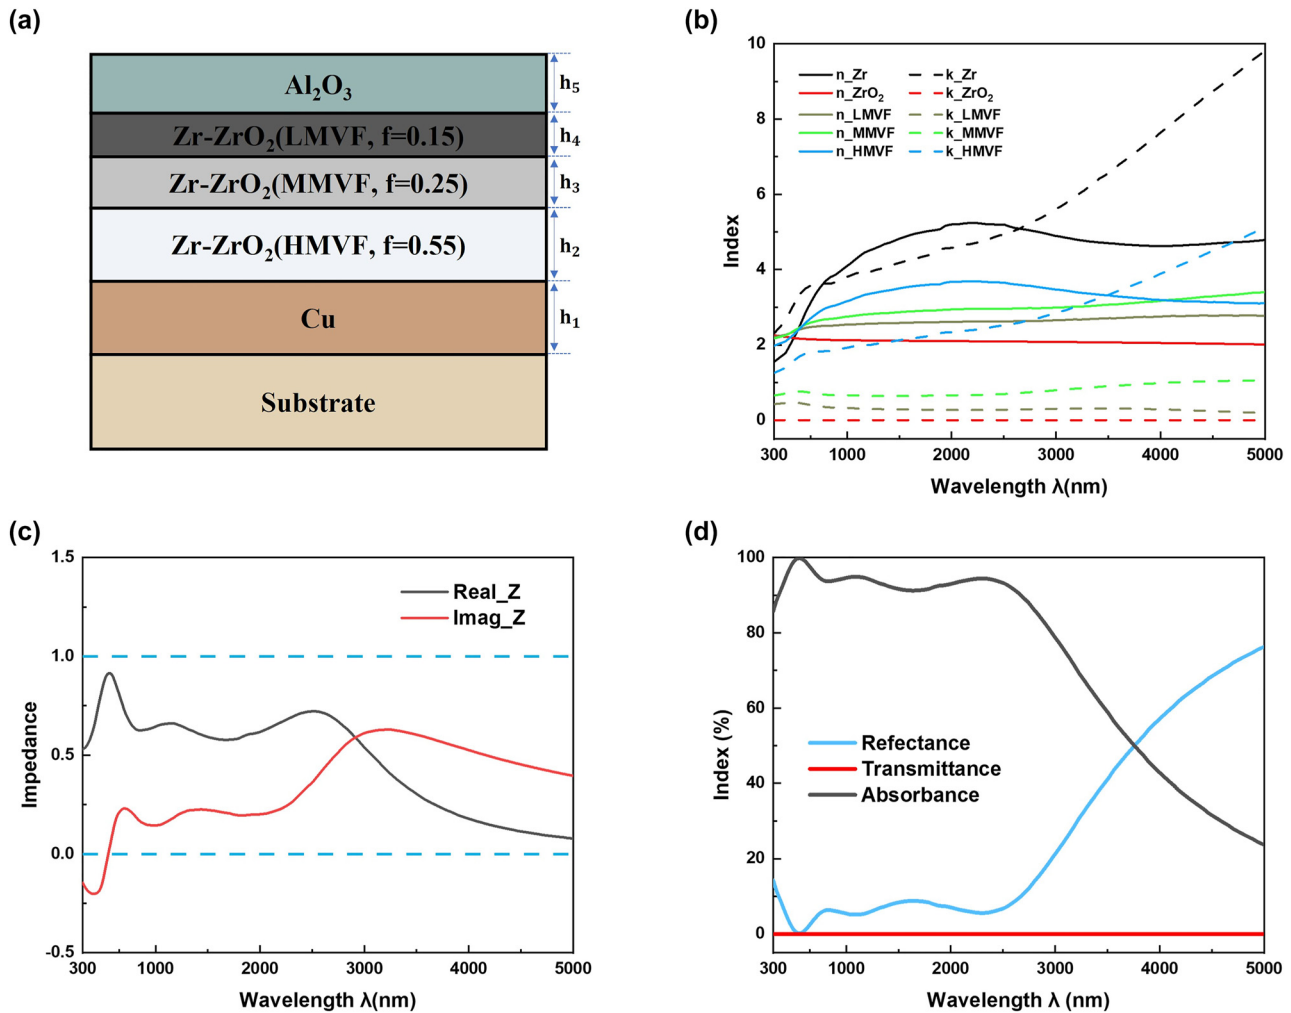 (a)
Al₂O₃
h₅
Zr-ZrO₂(LMVF, f=0.15)
h₄
Zr-ZrO₂(MMVF, f=0.25)
h₃
Zr-ZrO₂(HMVF, f=0.55)
h₂
Cu
h₁
Substrate
(b)
10
8
6
4
2
0
Index
n_Zr
k_Zr
n_ZrO₂
k_ZrO₂
n_LMVF
k_LMVF
n_MMVF
k_MMVF
n_HMVF
k_HMVF
300 1000 2000 3000 4000 5000
Wavelength λ(nm)
(c)
1.5
1.0
0.5
0.0
-0.5
Impedance
Real_Z
Imag_Z
300 1000 2000 3000 4000 5000
Wavelength λ(nm)
(d)
100
80
60
40
20
0
Index (%)
Refectance
Transmittance
Absorbance
300 1000 2000 3000 4000 5000
Wavelength λ (nm)